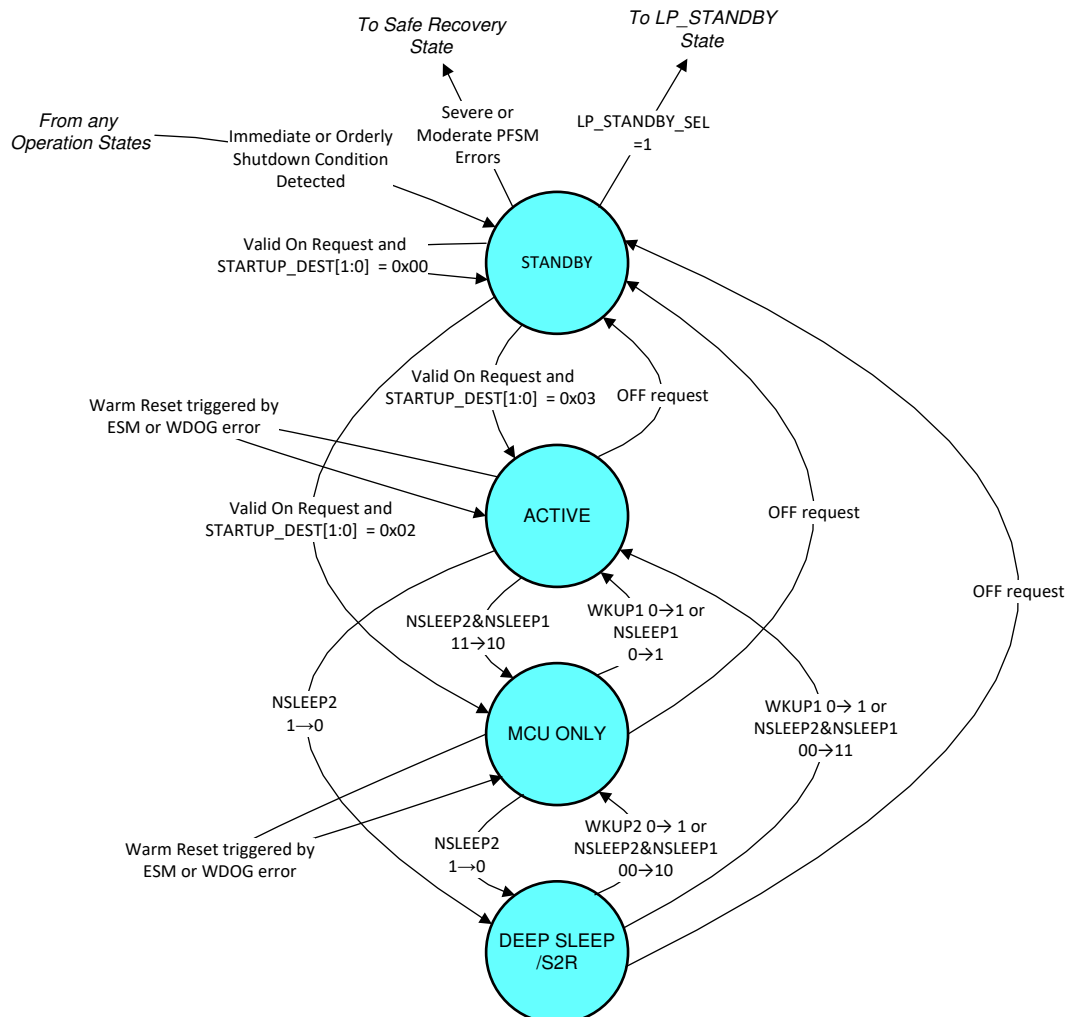 To Safe Recovery
State
To LP_STANDBY
State
From any
Operation States
Immediate or Orderly
Shutdown Condition
Detected
Severe or
Moderate PFSM
Errors
LP_STANDBY_SEL
=1
Valid On Request and
STARTUP_DEST[1:0]  = 0x00
STANDBY
Valid On Request and
STARTUP_DEST[1:0]  = 0x03
OFF request
Warm Reset triggered by
ESM or WDOG error
Valid On Request and
STARTUP_DEST[1:0]  = 0x02
ACTIVE
OFF request
OFF request
NSLEEP2&NSLEEP1
11→10
WKUP1 0→1 or
NSLEEP1
0→1
NSLEEP2
1→0
MCU ONLY
WKUP1 0→ 1 or
NSLEEP2&NSLEEP1
00→11
Warm Reset triggered by
ESM or WDOG error
NSLEEP2
1→0
WKUP2 0→ 1 or
NSLEEP2&NSLEEP1
00→10
DEEP SLEEP
/S2R